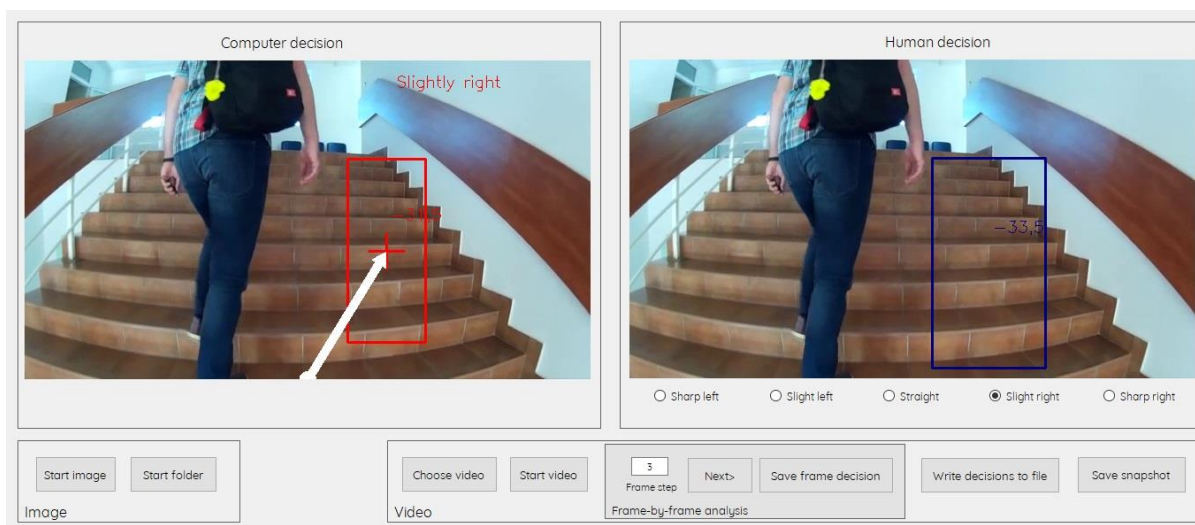 Computer decision
Slightly right
Human decision
-33,5
Sharp left
Slight left
Straight
Slight right
Sharp right
Start image
Start folder
Image
Choose video
Start video
Video
3
Frame step
Next>
Save frame decision
Frame-by-frame analysis
Write decisions to file
Save snapshot